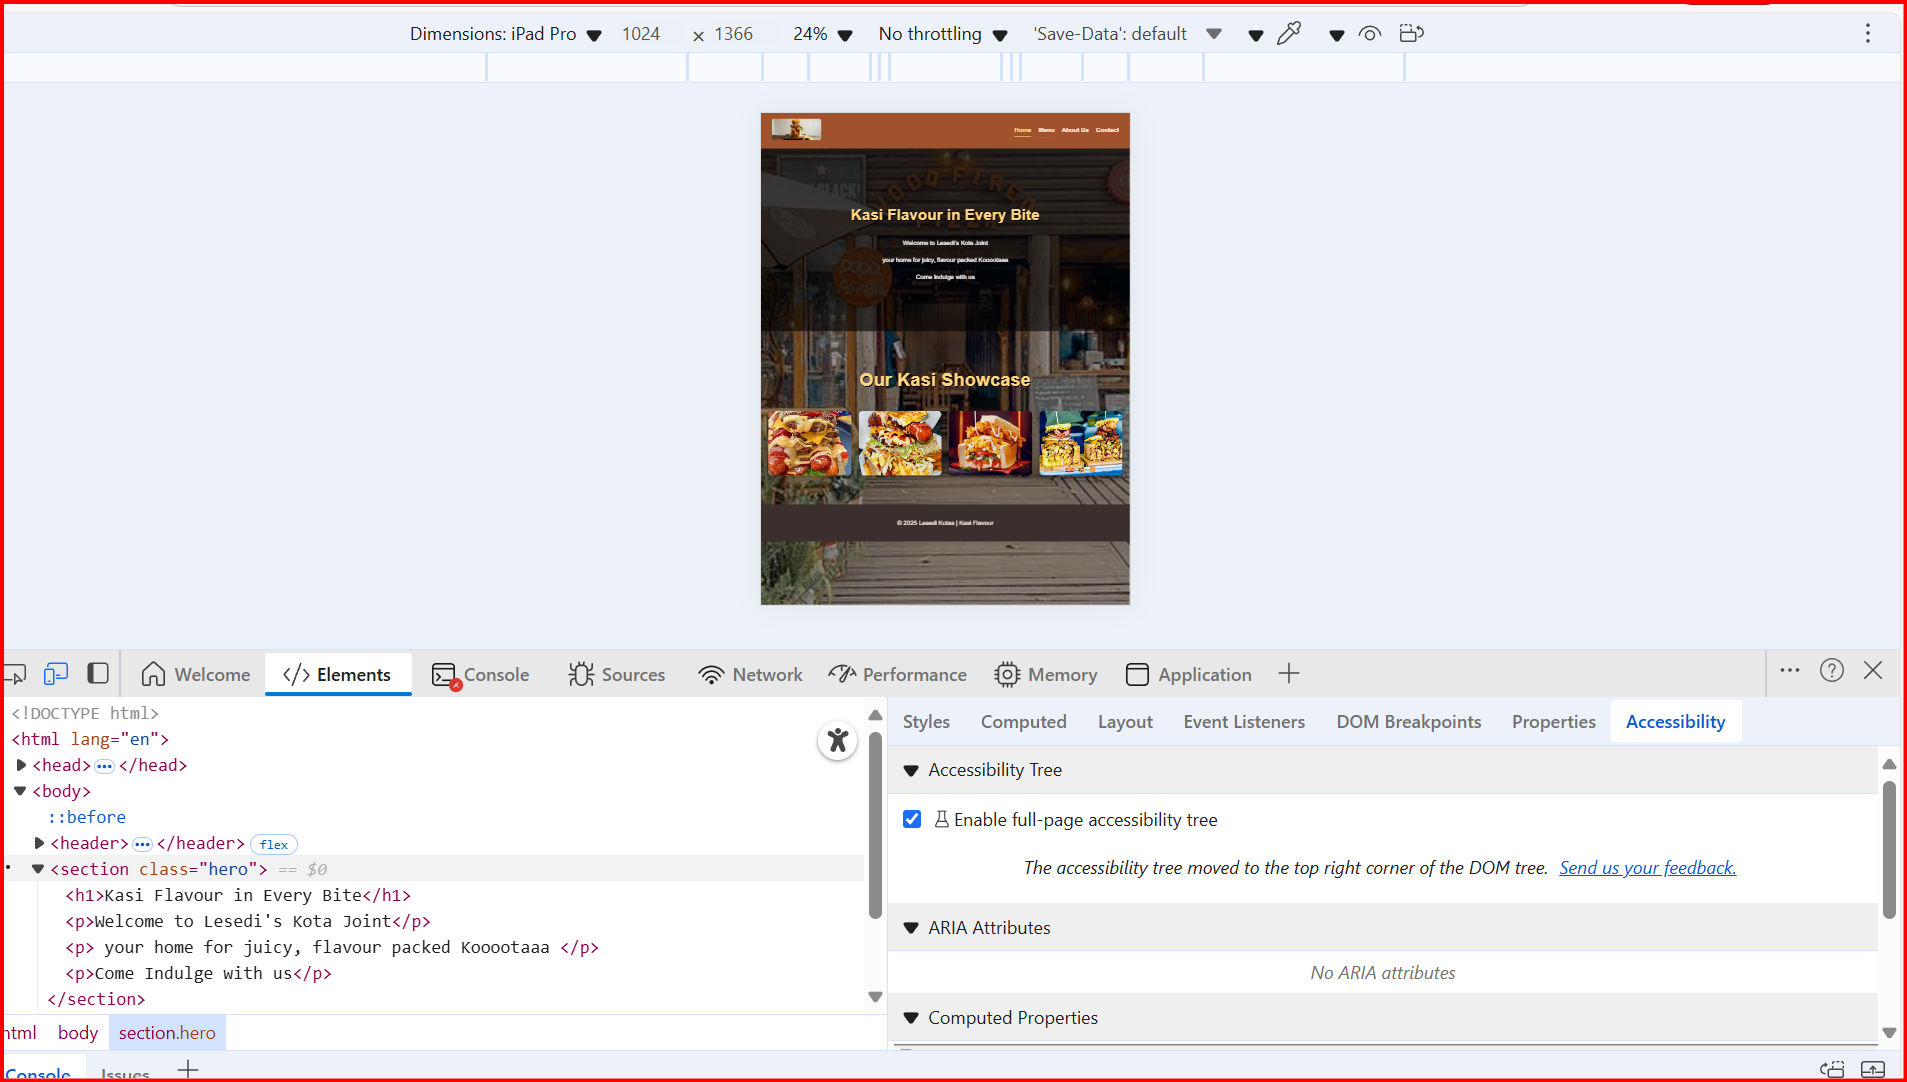 Dimensions: iPad Pro 1024 × 1366 24% No throttling 'Save-Data': default
Home Menu About Us Contact
WOOD FIRED
Kasi Flavour in Every Bite
Welcome to Lesedi's Kota Joint
your home for juicy, flavour packed Kooootaaa
Come Indulge with us
Our Kasi Showcase
© 2025 Lesedi Kotas | Kasi Flavour
Welcome </> Elements Console Sources Network Performance Memory Application
<!DOCTYPE html>
<html lang="en">
<head> ••• </head>
<body>
::before
<header> ••• </header> flex
<section class="hero"> == $0
<h1>Kasi Flavour in Every Bite</h1>
<p>Welcome to Lesedi's Kota Joint</p>
<p> your home for juicy, flavour packed Kooootaaa </p>
<p>Come Indulge with us</p>
</section>
html body section.hero
Console Issues
Styles Computed Layout Event Listeners DOM Breakpoints Properties Accessibility
Accessibility Tree
Enable full-page accessibility tree
The accessibility tree moved to the top right corner of the DOM tree. Send us your feedback.
ARIA Attributes
No ARIA attributes
Computed Properties